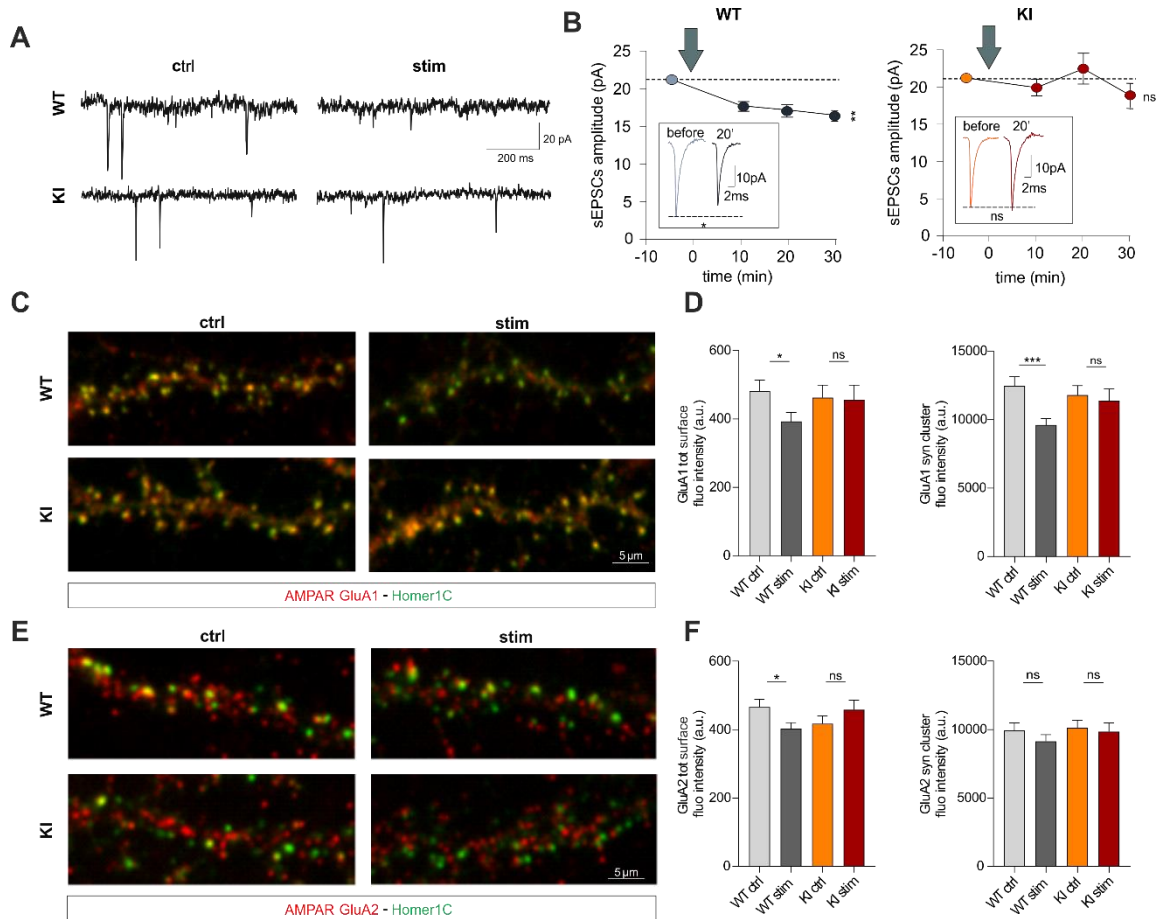 A
ctrl
stim
WT
KI
20 pA
200 ms
B
WT
sEPSCs amplitude (pA)
25
20
15
10
5
0
-10
0
10
20
30
time (min)
before
20'
10pA
2ms
*
**
KI
sEPSCs amplitude (pA)
25
20
15
10
5
0
-10
0
10
20
30
time (min)
before
20'
10pA
2ms
ns
ns
C
ctrl
stim
WT
KI
5 µm
AMPAR GluA1 - Homer1C
D
GluA1 tot surface
fluo intensity (a.u.)
600
400
200
0
*
ns
WT ctrl
WT stim
KI ctrl
KI stim
GluA1 syn cluster
fluo intensity (a.u.)
15000
10000
5000
0
***
ns
WT ctrl
WT stim
KI ctrl
KI stim
E
ctrl
stim
WT
KI
5 µm
AMPAR GluA2 - Homer1C
F
GluA2 tot surface
fluo intensity (a.u.)
600
400
200
0
*
ns
WT ctrl
WT stim
KI ctrl
KI stim
GluA2 syn cluster
fluo intensity (a.u.)
15000
10000
5000
0
ns
ns
WT ctrl
WT stim
KI ctrl
KI stim